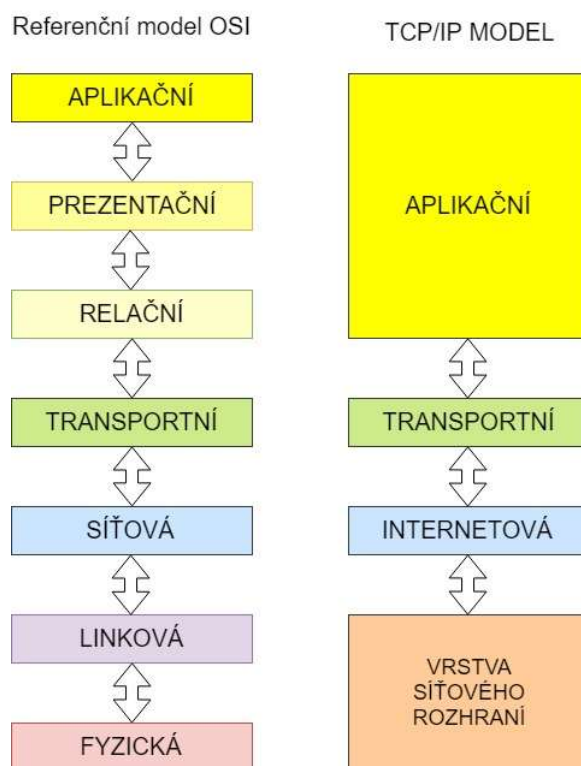 Referenční model OSI
APLIKAČNÍ
PREZENTAČNÍ
RELAČNÍ
TRANSPORTNÍ
SÍŤOVÁ
LINKOVÁ
FYZICKÁ
TCP/IP MODEL
APLIKAČNÍ
TRANSPORTNÍ
INTERNETOVÁ
VRSTVA
SÍŤOVÉHO
ROZHRANÍ